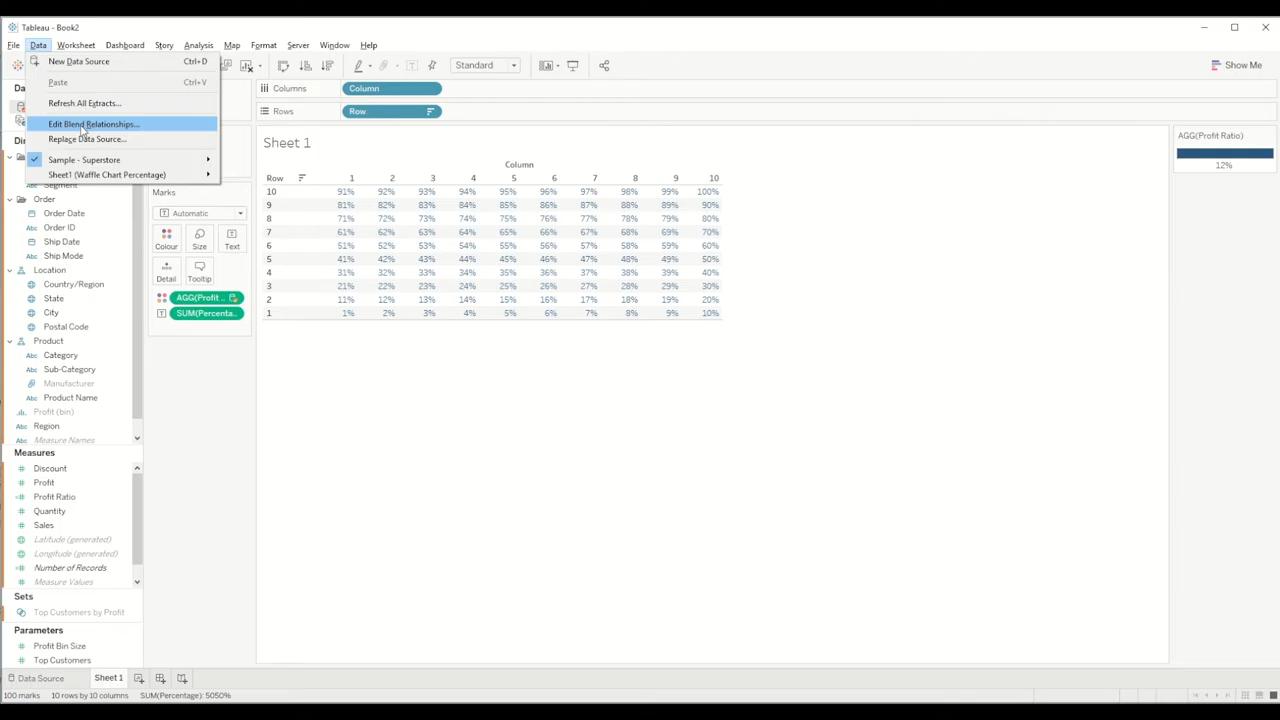 Tableau - Book2
File Data Worksheet Dashboard Story Analysis Map Format Server Window Help
New Data Source Ctrl+D
Paste Ctrl+V
Refresh All Extracts...
Edit Blend Relationships...
Replace Data Source...
Sample - Superstore
Sheet1 (Waffle Chart Percentage)
Standard
Show Me
Columns Column
Rows Row
Segment
Order
Order Date
Order ID
Ship Date
Ship Mode
Location
Country/Region
State
City
Postal Code
Product
Category
Sub-Category
Manufacturer
Product Name
Profit (bin)
Region
Measure Names
Measures
Discount
Profit
Profit Ratio
Quantity
Sales
Latitude (generated)
Longitude (generated)
Number of Records
Measure Values
Sets
Top Customers by Profit
Parameters
Profit Bin Size
Top Customers
Marks
Automatic
Colour Size Text
Detail Tooltip
AGG(Profit ..
SUM(Percenta..
Sheet 1
Column
Row 1 2 3 4 5 6 7 8 9 10
10 91% 92% 93% 94% 95% 96% 97% 98% 99% 100%
9 81% 82% 83% 84% 85% 86% 87% 88% 89% 90%
8 71% 72% 73% 74% 75% 76% 77% 78% 79% 80%
7 61% 62% 63% 64% 65% 66% 67% 68% 69% 70%
6 51% 52% 53% 54% 55% 56% 57% 58% 59% 60%
5 41% 42% 43% 44% 45% 46% 47% 48% 49% 50%
4 31% 32% 33% 34% 35% 36% 37% 38% 39% 40%
3 21% 22% 23% 24% 25% 26% 27% 28% 29% 30%
2 11% 12% 13% 14% 15% 16% 17% 18% 19% 20%
1 1% 2% 3% 4% 5% 6% 7% 8% 9% 10%
AGG(Profit Ratio)
12%
Data Source Sheet 1
100 marks 10 rows by 10 columns SUM(Percentage): 5050%